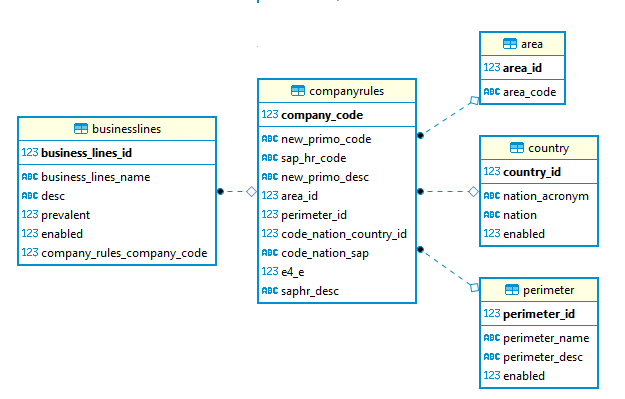 businesslines
123 business_lines_id
ABC business_lines_name
ABC desc
123 prevalent
123 enabled
123 company_rules_company_code
companyrules
123 company_code
ABC new_primo_code
ABC sap_hr_code
ABC new_primo_desc
123 area_id
123 perimeter_id
123 code_nation_country_id
ABC code_nation_sap
123 e4_e
ABC saphr_desc
area
123 area_id
ABC area_code
country
123 country_id
ABC nation_acronym
ABC nation
123 enabled
perimeter
123 perimeter_id
ABC perimeter_name
ABC perimeter_desc
123 enabled